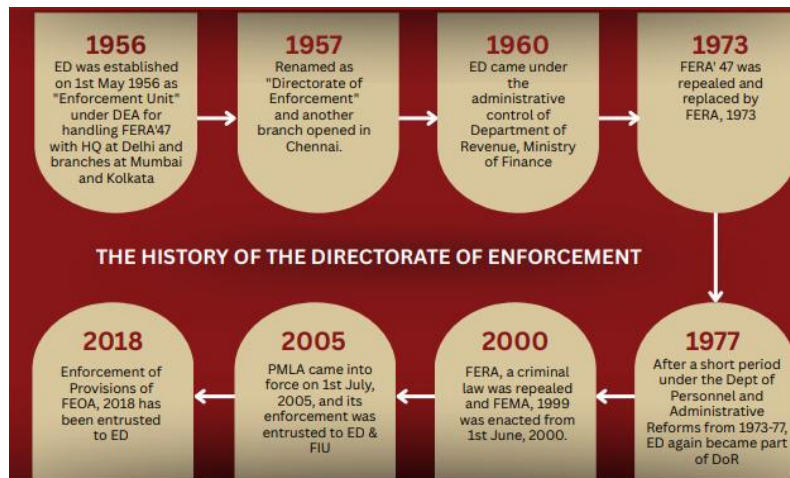 1956
ED was established
on 1st May 1956 as
"Enforcement Unit"
under DEA for
handling FERA'47
with HQ at Delhi and
branches at Mumbai
and Kolkata
1957
Renamed as
"Directorate of
Enforcement"
and another
branch opened in
Chennai.
1960
ED came under
the
administrative
control of
Department of
Revenue, Ministry
of Finance
1973
FERA' 47 was
repealed and
replaced by
FERA, 1973
THE HISTORY OF THE DIRECTORATE OF ENFORCEMENT
1977
After a short period
under the Dept of
Personnel and
Administrative
Reforms from 1973-77,
ED again became part
of DoR
2000
FERA, a criminal
law was repealed
and FEMA, 1999
was enacted from
1st June, 2000.
2005
PMLA came into
force on 1st July,
2005, and its
enforcement was
entrusted to ED &
FIU
2018
Enforcement of
Provisions of
FEOA, 2018 has
been entrusted
to ED